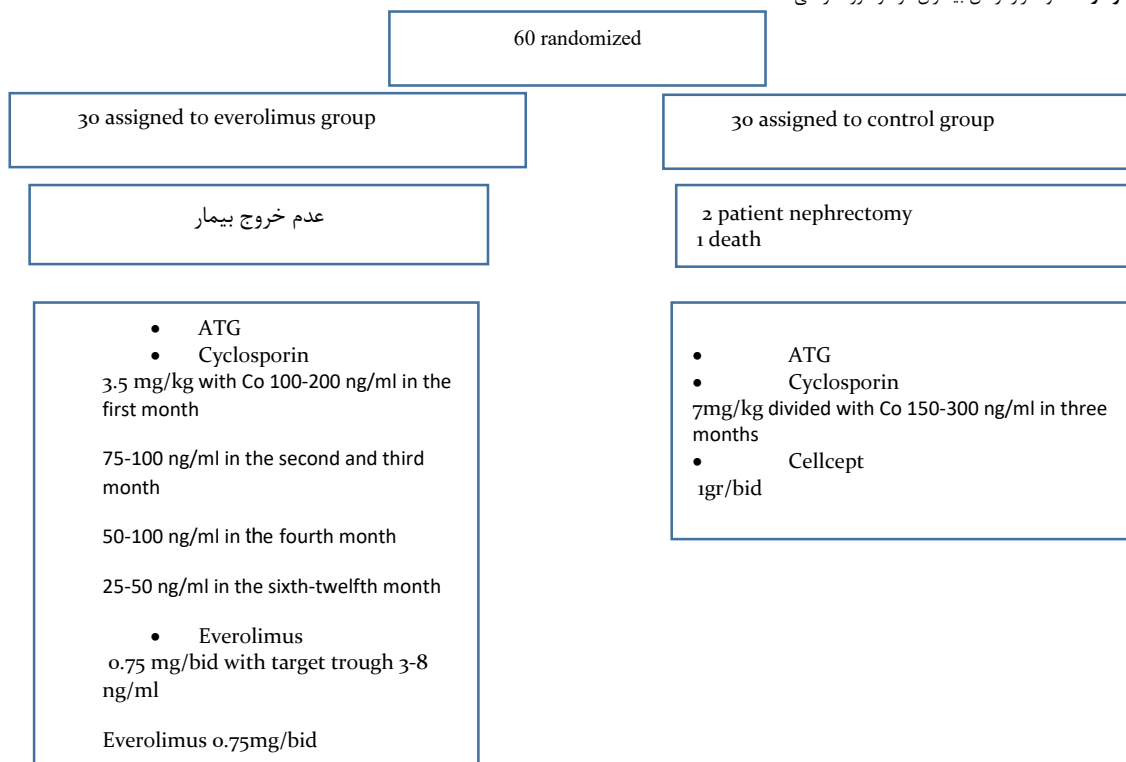 60 randomized
30 assigned to everolimus group
30 assigned to control group
عدم خروج بیمار
2 patient nephrectomy
1 death
• ATG
• Cyclosporin
3.5 mg/kg with Co 100-200 ng/ml in the
first month
75-100 ng/ml in the second and third
month
50-100 ng/ml in the fourth month
25-50 ng/ml in the sixth-twelfth month
• Everolimus
0.75 mg/bid with target trough 3-8
ng/ml
Everolimus 0.75mg/bid
• ATG
• Cyclosporin
7mg/kg divided with Co 150-300 ng/ml in three
months
• Cellcept
1gr/bid